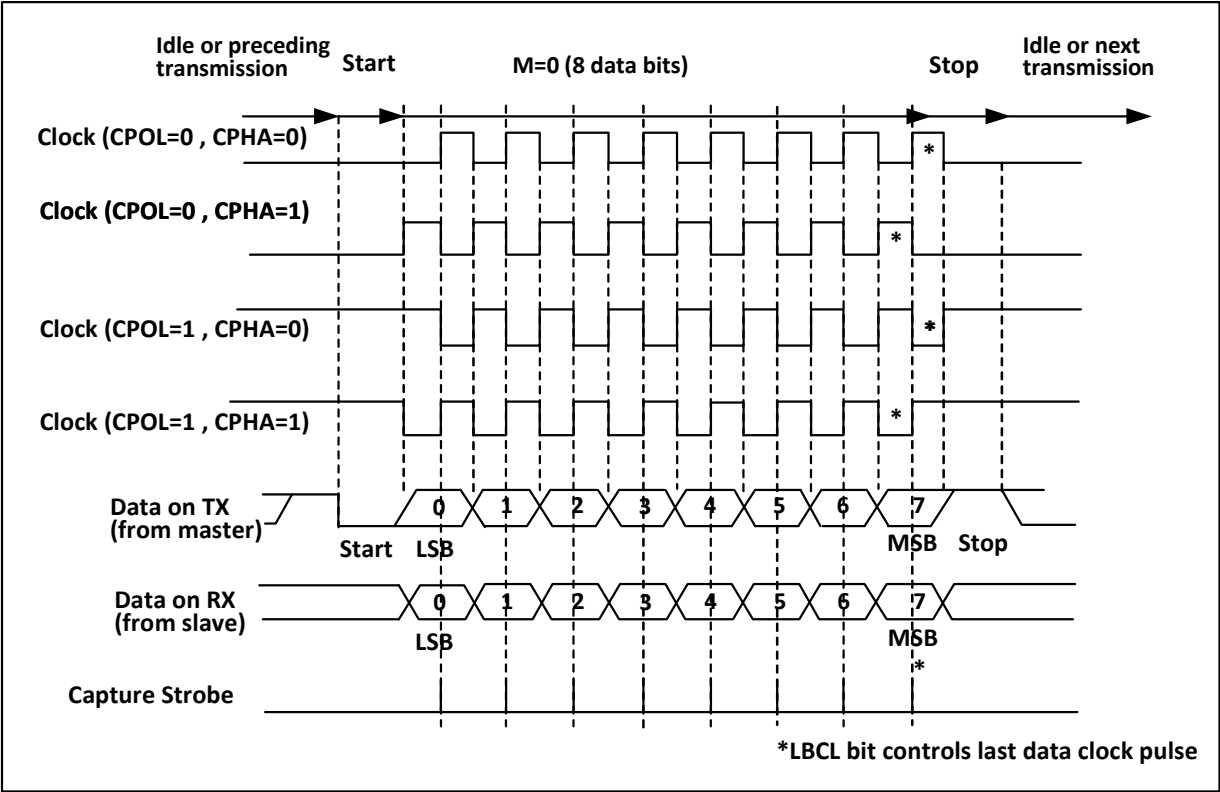 Idle or preceding
transmission
Start
M=0 (8 data bits)
Stop
Idle or next
transmission
Clock (CPOL=0 , CPHA=0)
*
Clock (CPOL=0 , CPHA=1)
*
Clock (CPOL=1 , CPHA=0)
*
Clock (CPOL=1 , CPHA=1)
*
Data on TX
(from master)
0 1 2 3 4 5 6 7
Start LSB MSB Stop
Data on RX
(from slave)
0 1 2 3 4 5 6 7
LSB MSB
*
Capture Strobe
*LBCL bit controls last data clock pulse